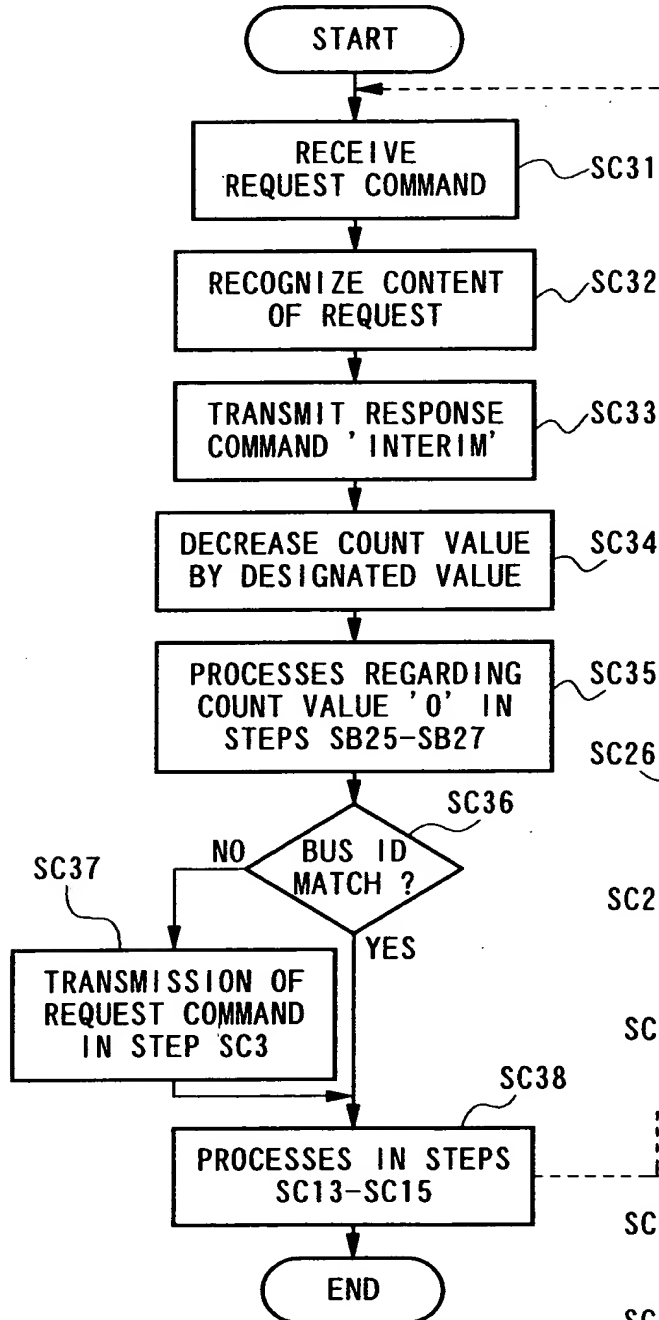 START
RECEIVE
REQUEST COMMAND
SC31
RECOGNIZE CONTENT
OF REQUEST
SC32
TRANSMIT RESPONSE
COMMAND 'INTERIM'
SC33
DECREASE COUNT VALUE
BY DESIGNATED VALUE
SC34
PROCESSES REGARDING
COUNT VALUE '0' IN
STEPS SB25-SB27
SC35
SC26
SC36
BUS ID
MATCH ?
NO
YES
SC37
SC2
TRANSMISSION OF
REQUEST COMMAND
IN STEP SC3
SC
SC38
PROCESSES IN STEPS
SC13-SC15
SC
END